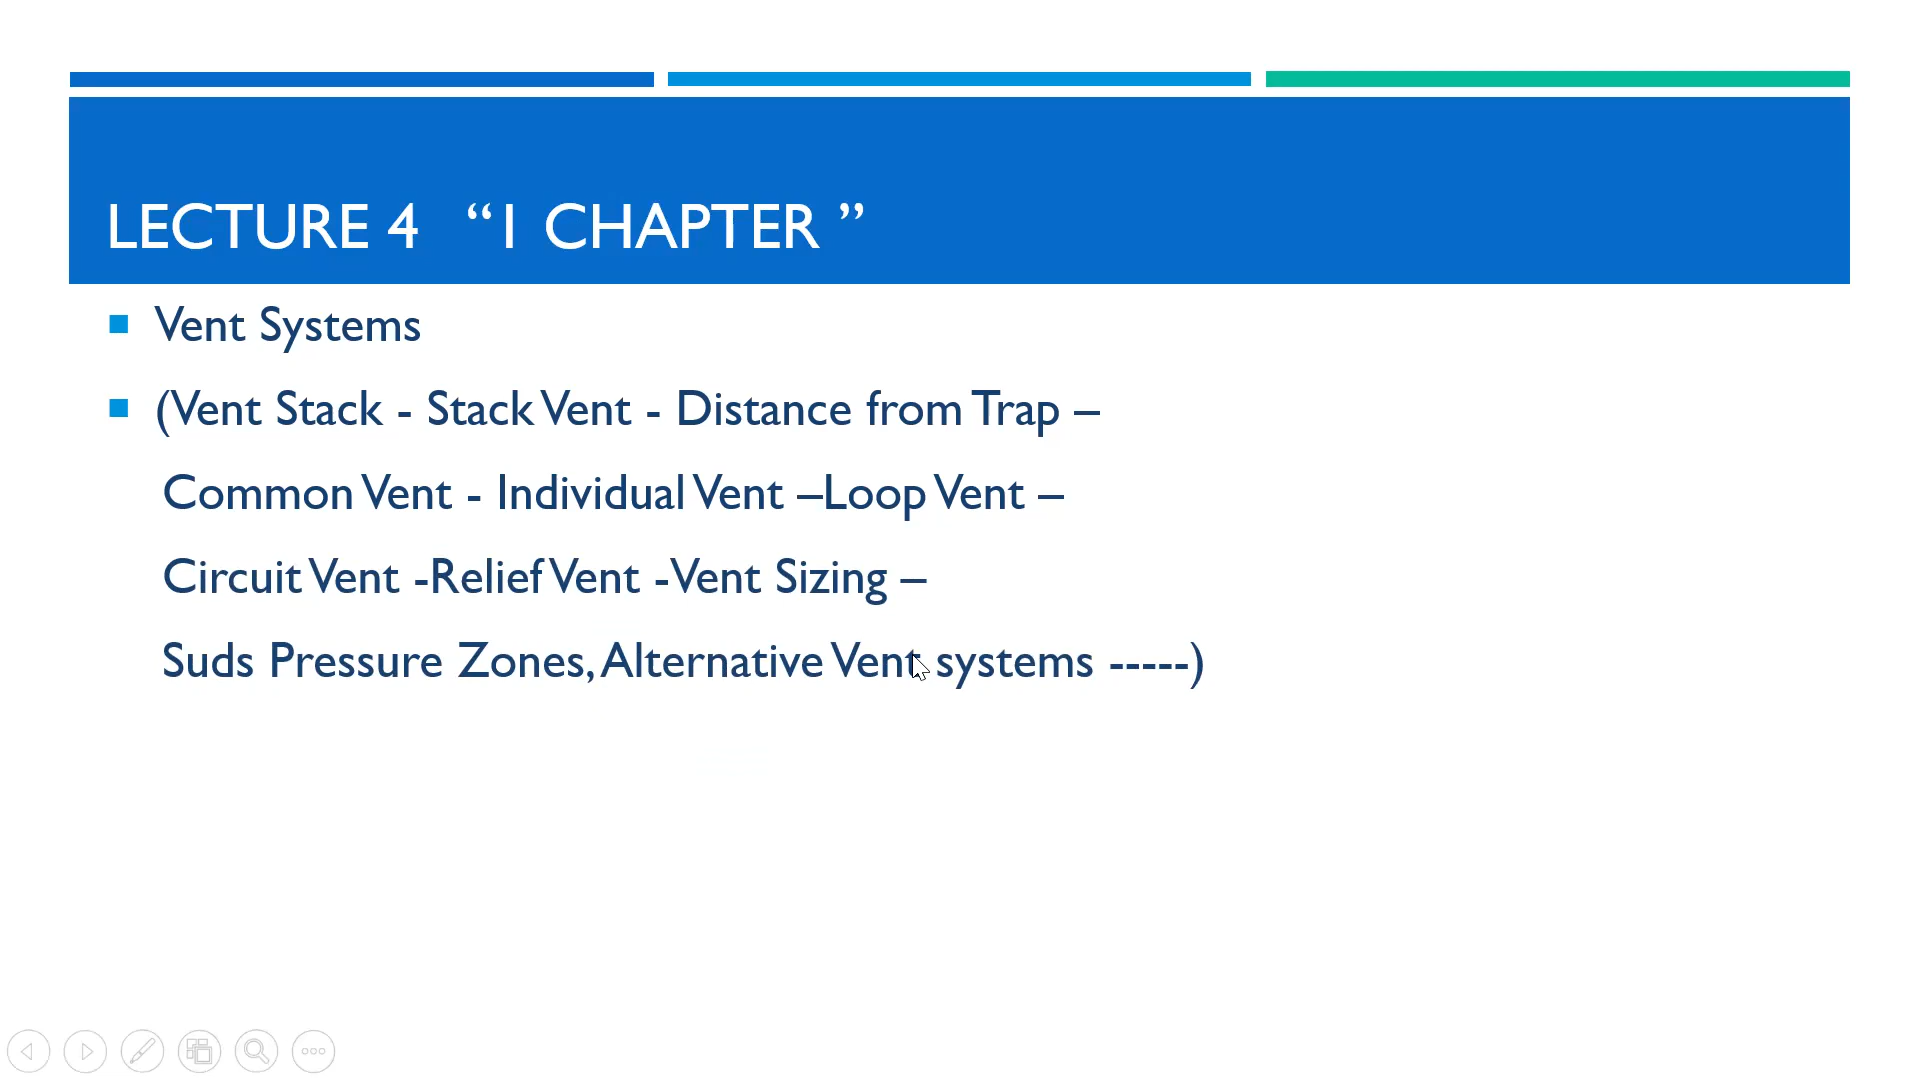 LECTURE 4 “1 CHAPTER ”
Vent Systems
(Vent Stack - Stack Vent - Distance from Trap –
Common Vent - Individual Vent –Loop Vent –
Circuit Vent -Relief Vent -Vent Sizing –
Suds Pressure Zones, Alternative Vent systems -----)